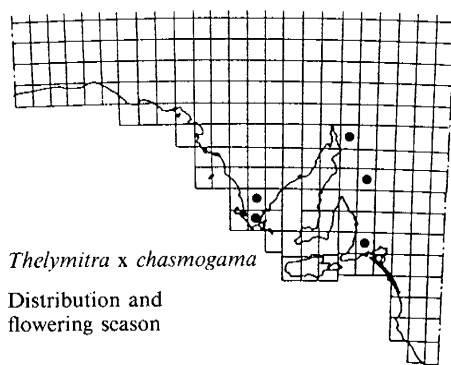 Thelymitra x chasmogama
Distribution and
flowering season